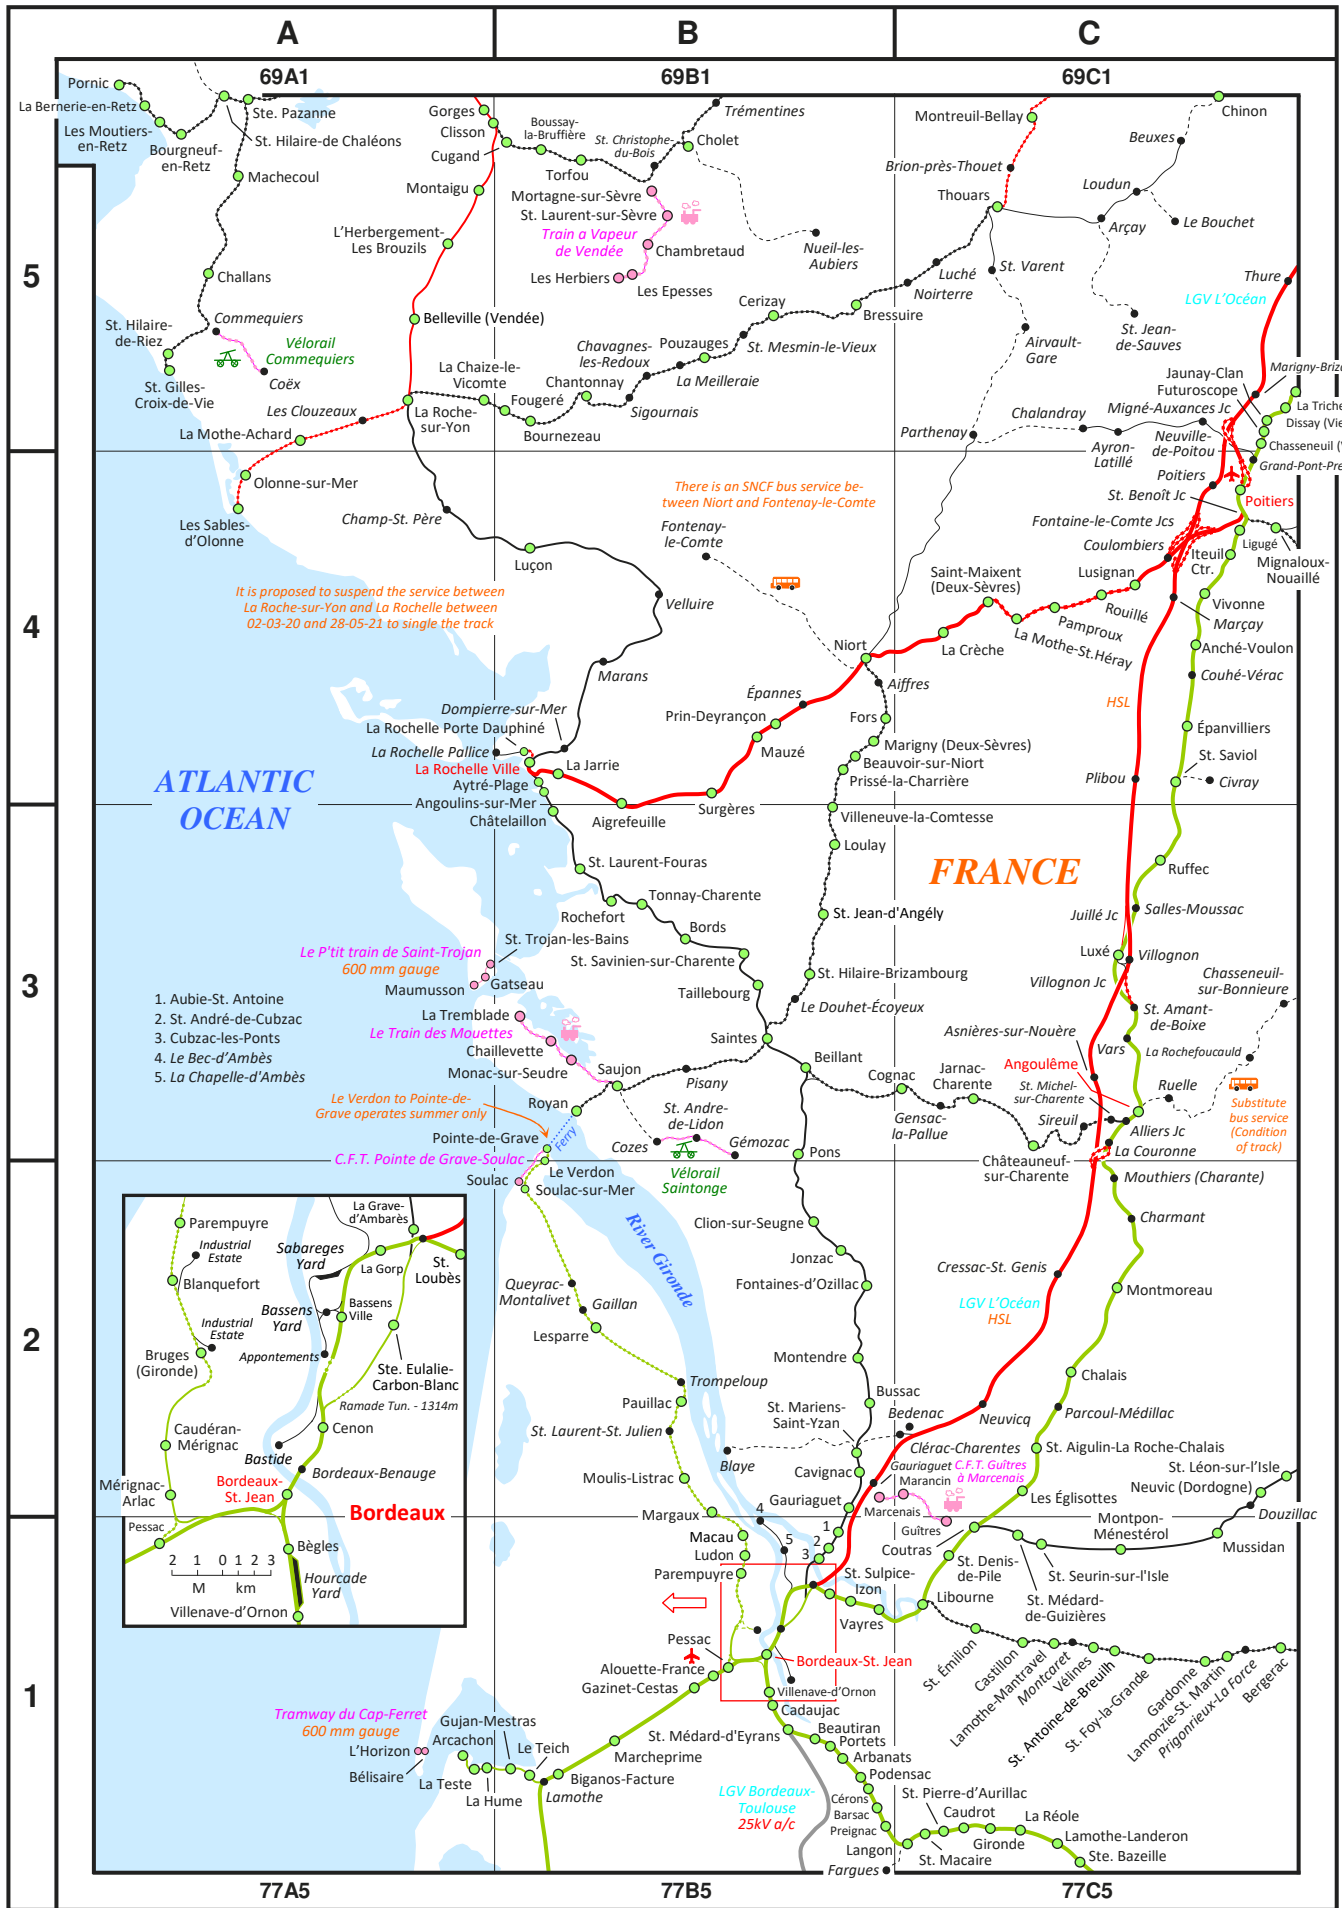 A
B
C
69A1
69B1
69C1
5
4
3
2
1
77A5
77B5
77C5
Pornic
La Bernerie-en-Retz
Les Moutiers-
en-Retz
Bourgneuf-
en-Retz
Ste. Pazanne
St. Hilaire-de Chaléons
Machecoul
Challans
Commequiers
St. Hilaire-
de-Riez
Vélorail
Commequiers
Coëx
St. Gilles-
Croix-de-Vie
Les Clouzeaux
La Mothe-Achard
Olonne-sur-Mer
Les Sables-
d'Olonne
Gorges
Clisson
Cugand
Boussay-
la-Bruffière
Torfou
St. Christophe-
du-Bois
Trémentines
Cholet
Montaigu
Mortagne-sur-Sèvre
St. Laurent-sur-Sèvre
Train a Vapeur
de Vendée
Chambretaud
Les Herbiers
Les Epesses
Nueil-les-
Aubiers
L'Herbergement-
Les Brouzils
Belleville (Vendée)
La Chaize-le-
Vicomte
La Roche-
sur-Yon
Fougeré
Bournezeau
Chantonnay
Sigournais
Chavagnes-
les-Redoux
Pouzauges
La Meilleraie
St. Mesmin-le-Vieux
Cerizay
Bressuire
Noirterre
Luché
Montreuil-Bellay
Brion-près-Thouet
Thouars
Chinon
Beuxes
Loudun
Le Bouchet
Arçay
St. Varent
Airvault-
Gare
St. Jean-
de-Sauves
Thure
LGV L'Océan
Jaunay-Clan
Futuroscope
Marigny-Briza
La Triche
Dissay (Vie
Chasseneuil (
Grand-Pont-Pre
Chalandray
Migné-Auxances Jc
Parthenay
Ayron-
Latillé
Neuville-
de-Poitou
Poitiers
St. Benoît Jc
Poitiers
Fontaine-le-Comte Jcs
Coulombiers
Ligugé
Iteuil
Ctr.
Mignaloux-
Nouaillé
Lusignan
Rouillé
Pamproux
La Mothe-St.Héray
Saint-Maixent
(Deux-Sèvres)
La Crèche
Vivonne
Marçay
Anché-Voulon
Couhé-Vérac
Épanvilliers
St. Saviol
Civray
Plibou
HSL
Champ-St. Père
Luçon
Velluire
Marans
There is an SNCF bus service be-
tween Niort and Fontenay-le-Comte
Fontenay-
le-Comte
It is proposed to suspend the service between
La Roche-sur-Yon and La Rochelle between
02-03-20 and 28-05-21 to single the track
Niort
Aiffres
Épannes
Prin-Deyrançon
Mauzé
Fors
Marigny (Deux-Sèvres)
Beauvoir-sur-Niort
Prissé-la-Charrière
Dompierre-sur-Mer
La Rochelle Porte Dauphiné
La Rochelle Pallice
La Rochelle Ville
La Jarrie
Aytré-Plage
Angoulins-sur-Mer
Châtelaillon
Aigrefeuille
Surgères
Villeneuve-la-Comtesse
Loulay
ATLANTIC
OCEAN
FRANCE
St. Laurent-Fouras
Rochefort
Tonnay-Charente
Bords
St. Savinien-sur-Charente
Taillebourg
St. Jean-d'Angély
St. Hilaire-Brizambourg
Le Douhet-Écoyeux
Saintes
Beillant
Ruffec
Salles-Moussac
Juillé Jc
Luxé
Villognon
Villognon Jc
Chasseneuil-
sur-Bonnieure
St. Amant-
de-Boixe
Asnières-sur-Nouère
Vars
La Rochefoucauld
Angoulême
St. Michel-
sur-Charente
Ruelle
Substitute
bus service
(Condition
of track)
Sireuil
Alliers Jc
La Couronne
Châteauneuf-
sur-Charente
Cognac
Gensac-
la-Pallue
Jarnac-
Charente
Mouthiers (Charante)
Charmant
Montmoreau
Cressac-St. Genis
LGV L'Océan
HSL
Chalais
Parcoul-Médillac
Neuvicq
St. Aigulin-La Roche-Chalais
Les Églisottes
St. Léon-sur-l'Isle
Neuvic (Dordogne)
Douzillac
Mussidan
Montpon-
Ménestérol
Le P'tit train de Saint-Trojan
600 mm gauge
St. Trojan-les-Bains
Gatseau
Maumusson
La Tremblade
Le Train des Mouettes
Chaillevette
Monac-sur-Seudre
Saujon
Pisany
Royan
Le Verdon to Pointe-de-
Grave operates summer only
Ferry
Pointe-de-Grave
C.F.T. Pointe de Grave-Soulac
Le Verdon
Soulac
Soulac-sur-Mer
Cozes
St. Andre-
de-Lidon
Gémozac
Vélorail
Saintonge
1. Aubie-St. Antoine
2. St. André-de-Cubzac
3. Cubzac-les-Ponts
4. Le Bec-d'Ambès
5. La Chapelle-d'Ambès
River Gironde
Pons
Clion-sur-Seugne
Jonzac
Fontaines-d'Ozillac
Montendre
Bussac
St. Mariens-
Saint-Yzan
Bedenac
Clérac-Charentes
Cavignac
Gauriaguet
Gauriaguet
Marancin
Marcenais
C.F.T. Guîtres
à Marcenais
Guîtres
Coutras
Queyrac-
Montalivet
Gaillan
Lesparre
Trompeloup
Pauillac
St. Laurent-St. Julien
Moulis-Listrac
Margaux
Macau
Ludon
Parempuyre
Blaye
4
5
1
2
3
St. Sulpice-
Izon
Vayres
Libourne
St. Denis-
de-Pile
St. Médard-
de-Guizières
St. Seurin-sur-l'Isle
St. Émilion
Castillon
Lamothe-Mantravel
Montcaret
Vélines
St. Antoine-de-Breuilh
St. Foy-la-Grande
Gardonne
Lamonzie-St. Martin
Prigonrieux-La Force
Bergerac
Parempuyre
Industrial
Estate
Blanquefort
Industrial
Estate
Bruges
(Gironde)
Caudéran-
Mérignac
Mérignac-
Arlac
Pessac
La Grave-
d'Ambarès
Sabareges
Yard
La Gorp
St.
Loubès
Bassens
Yard
Bassens
Ville
Appontements
Ste. Eulalie-
Carbon-Blanc
Ramade Tun. - 1314m
Cenon
Bastide
Bordeaux-Benauge
Bordeaux-
St. Jean
Bordeaux
Bègles
Hourcade
Yard
Villenave-d'Ornon
2 1 0 1 2 3
M km
Pessac
Alouette-France
Gazinet-Cestas
Bordeaux-St. Jean
Villenave-d'Ornon
Cadaujac
Tramway du Cap-Ferret
600 mm gauge
L'Horizon
Bélisaire
Gujan-Mestras
Arcachon
Le Teich
La Teste
La Hume
Biganos-Facture
Lamothe
Marcheprime
St. Médard-d'Eyrans
Beautiran
Portets
Arbanats
Podensac
Cérons
Barsac
Preignac
Langon
Fargues
LGV Bordeaux-
Toulouse
25kV a/c
St. Pierre-d'Aurillac
Caudrot
St. Macaire
Gironde
La Réole
Lamothe-Landeron
Ste. Bazeille